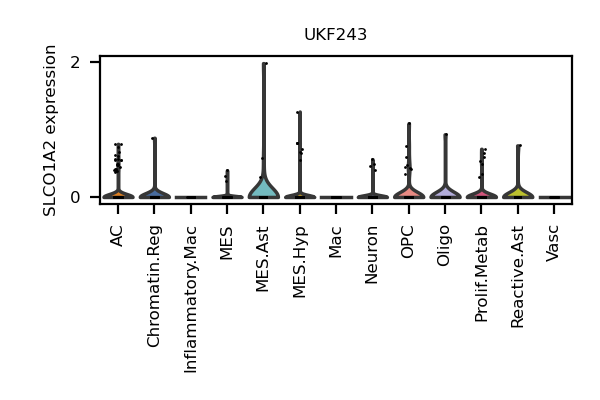 UKF243
SLCO1A2 expression
2
0
AC
Chromatin.Reg
Inflammatory.Mac
MES
MES.Ast
MES.Hyp
Mac
Neuron
OPC
Oligo
Prolif.Metab
Reactive.Ast
Vasc